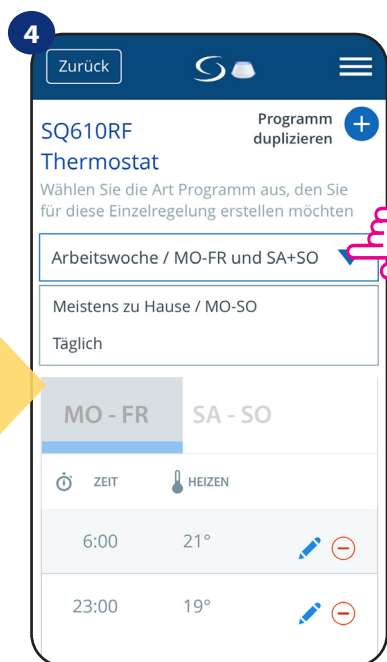 4
Zurück
SQ610RF
Thermostat
Programm
duplizieren
Wählen Sie die Art Programm aus, den Sie
für diese Einzelregelung erstellen möchten
Arbeitswoche / MO-FR und SA+SO
Meistens zu Hause / MO-SO
Täglich
MO - FR SA - SO
ZEIT HEIZEN
6:00 21°
23:00 19°